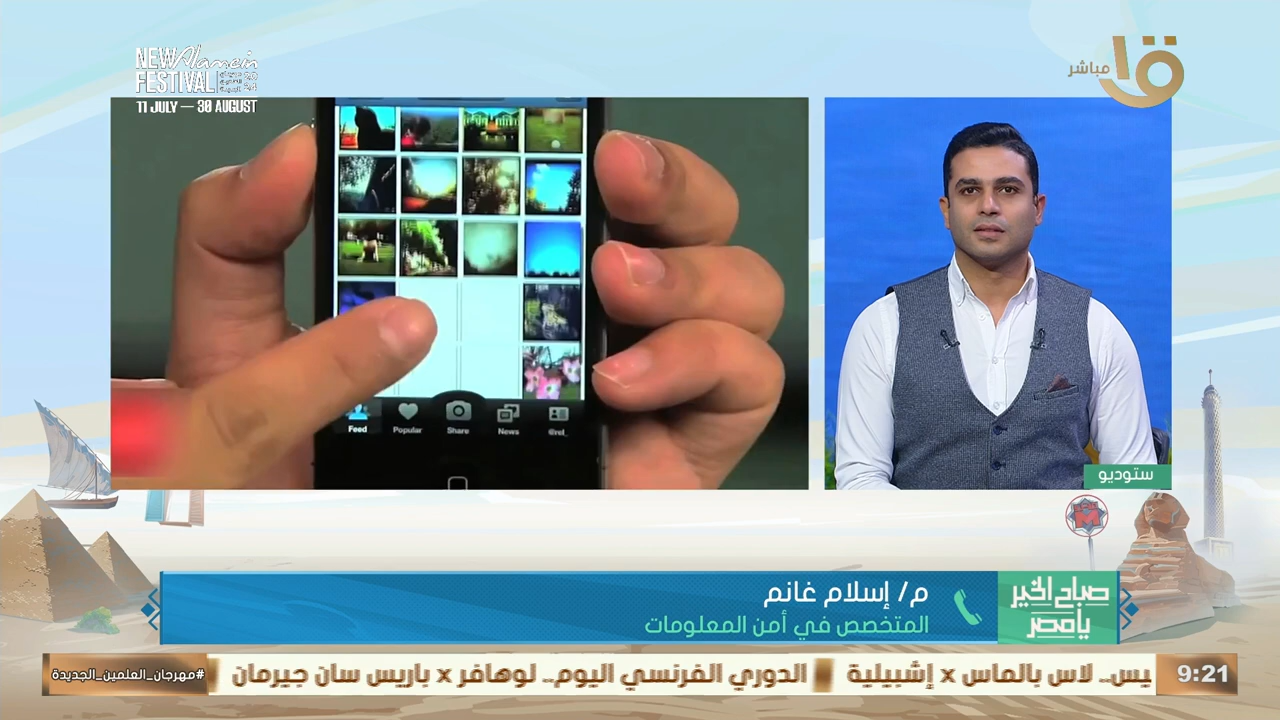 NEW Alamein
FESTIVAL
11 JULY — 30 AUGUST
مباشر
Feed
Popular
Share
News
@vel_
ستوديو
صباح الخير
يا مصر
م/ إسلام غانم
المتخصص في أمن المعلومات
9:21
يس.. لاس بالماس x إشبيلية
الدوري الفرنسي اليوم.. لوهافر x باريس سان جيرمان
#مهرجان_العلمين_الجديدة